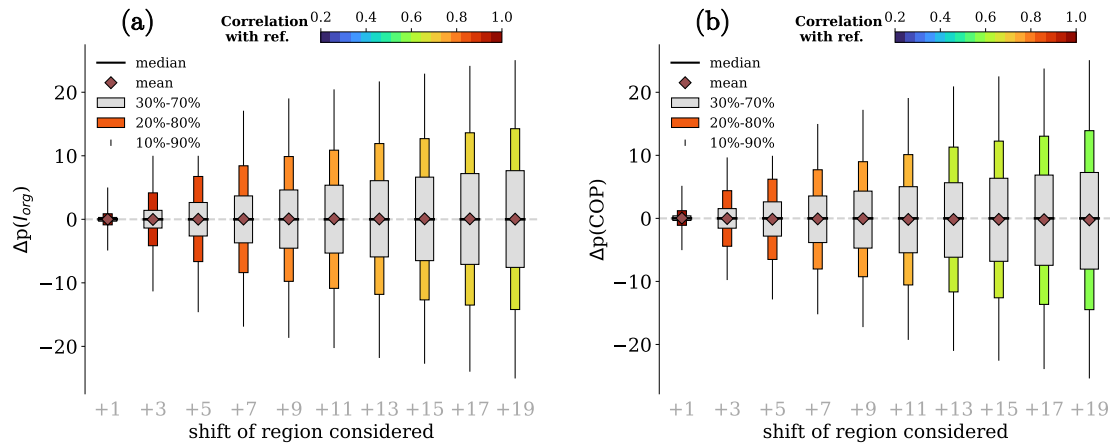 (a)
Correlation
with ref.
0.2 0.4 0.6 0.8 1.0
median
mean
30%-70%
20%-80%
10%-90%
Δp(I_org)
20
10
0
−10
−20
+1 +3 +5 +7 +9 +11 +13 +15 +17 +19
shift of region considered
(b)
Correlation
with ref.
0.2 0.4 0.6 0.8 1.0
median
mean
30%-70%
20%-80%
10%-90%
Δp(COP)
20
10
0
−10
−20
+1 +3 +5 +7 +9 +11 +13 +15 +17 +19
shift of region considered